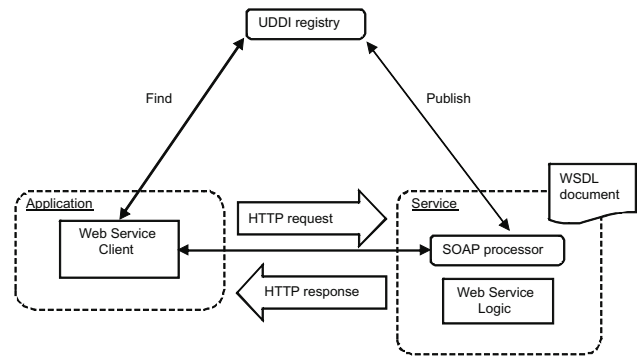 UDDI registry
Find
Publish
WSDL
document
Application
HTTP request
Service
Web Service
Client
SOAP processor
HTTP response
Web Service
Logic